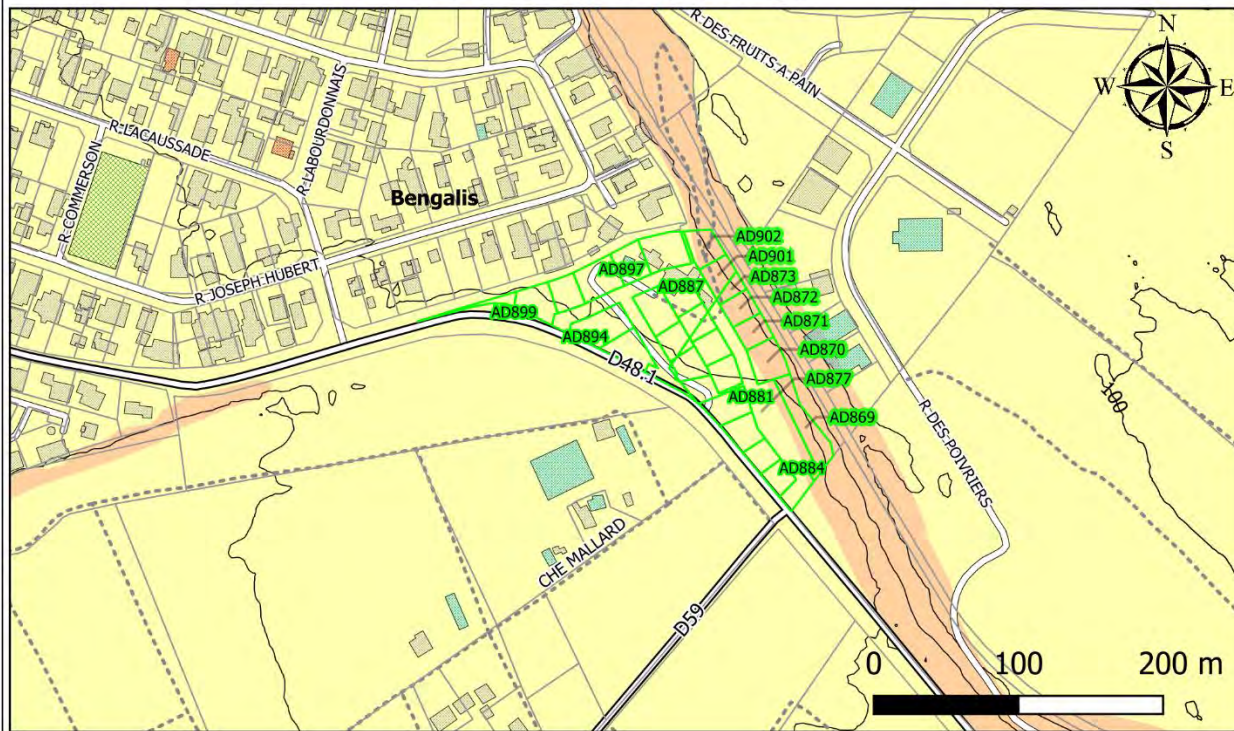 N
W E
S
R·DES·FRUITS·A·PAIN
R·LACAUSSADE
R·LABOURDONNAIS
R·COMMERSON
Bengalis
R·JOSEPH·HUBERT
AD902
AD901
AD897
AD873
AD887
AD872
AD899
AD871
AD894
AD870
D48.1
AD877
AD881
AD869
100
R·DES·POIVRIERS
AD884
CHE MALLARD
D59
0 100 200 m